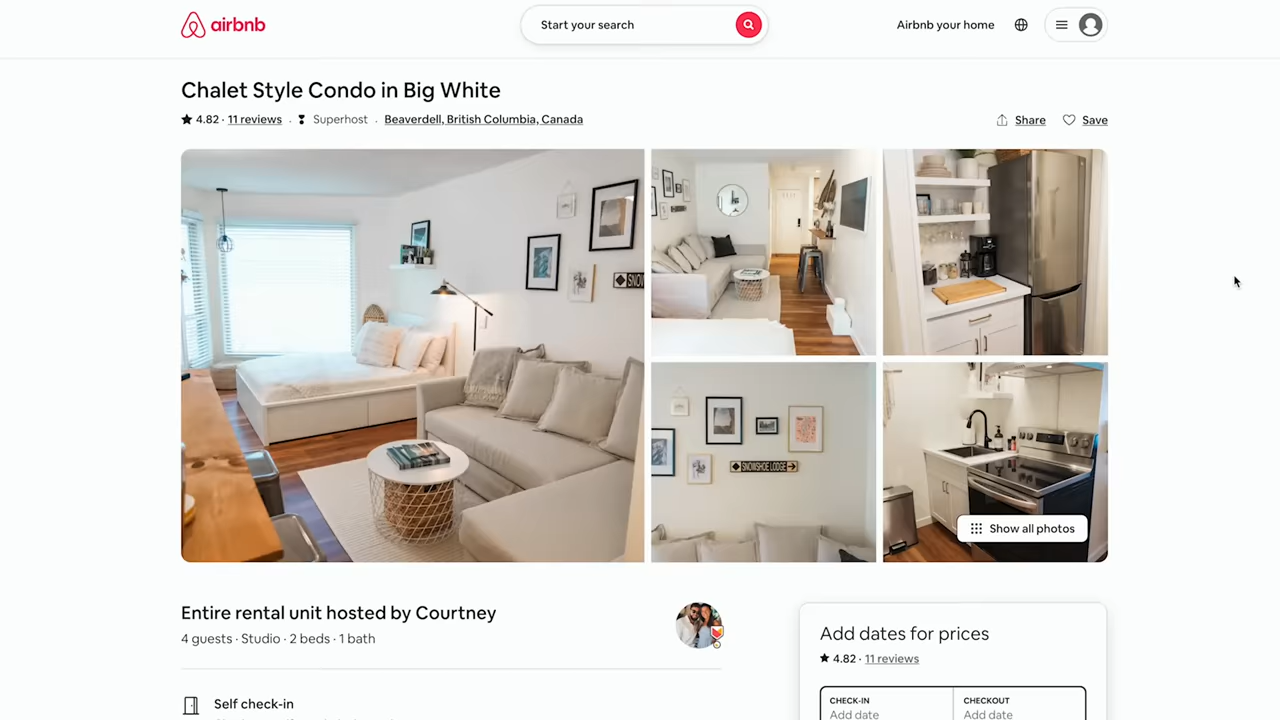 airbnb
Start your search
Airbnb your home
Chalet Style Condo in Big White
4.82 · 11 reviews · Superhost · Beaverdell, British Columbia, Canada
Share
Save
SNOWSHOE LODGE
Show all photos
Entire rental unit hosted by Courtney
4 guests · Studio · 2 beds · 1 bath
Add dates for prices
4.82 · 11 reviews
Self check-in
CHECK-IN
Add date
CHECKOUT
Add date